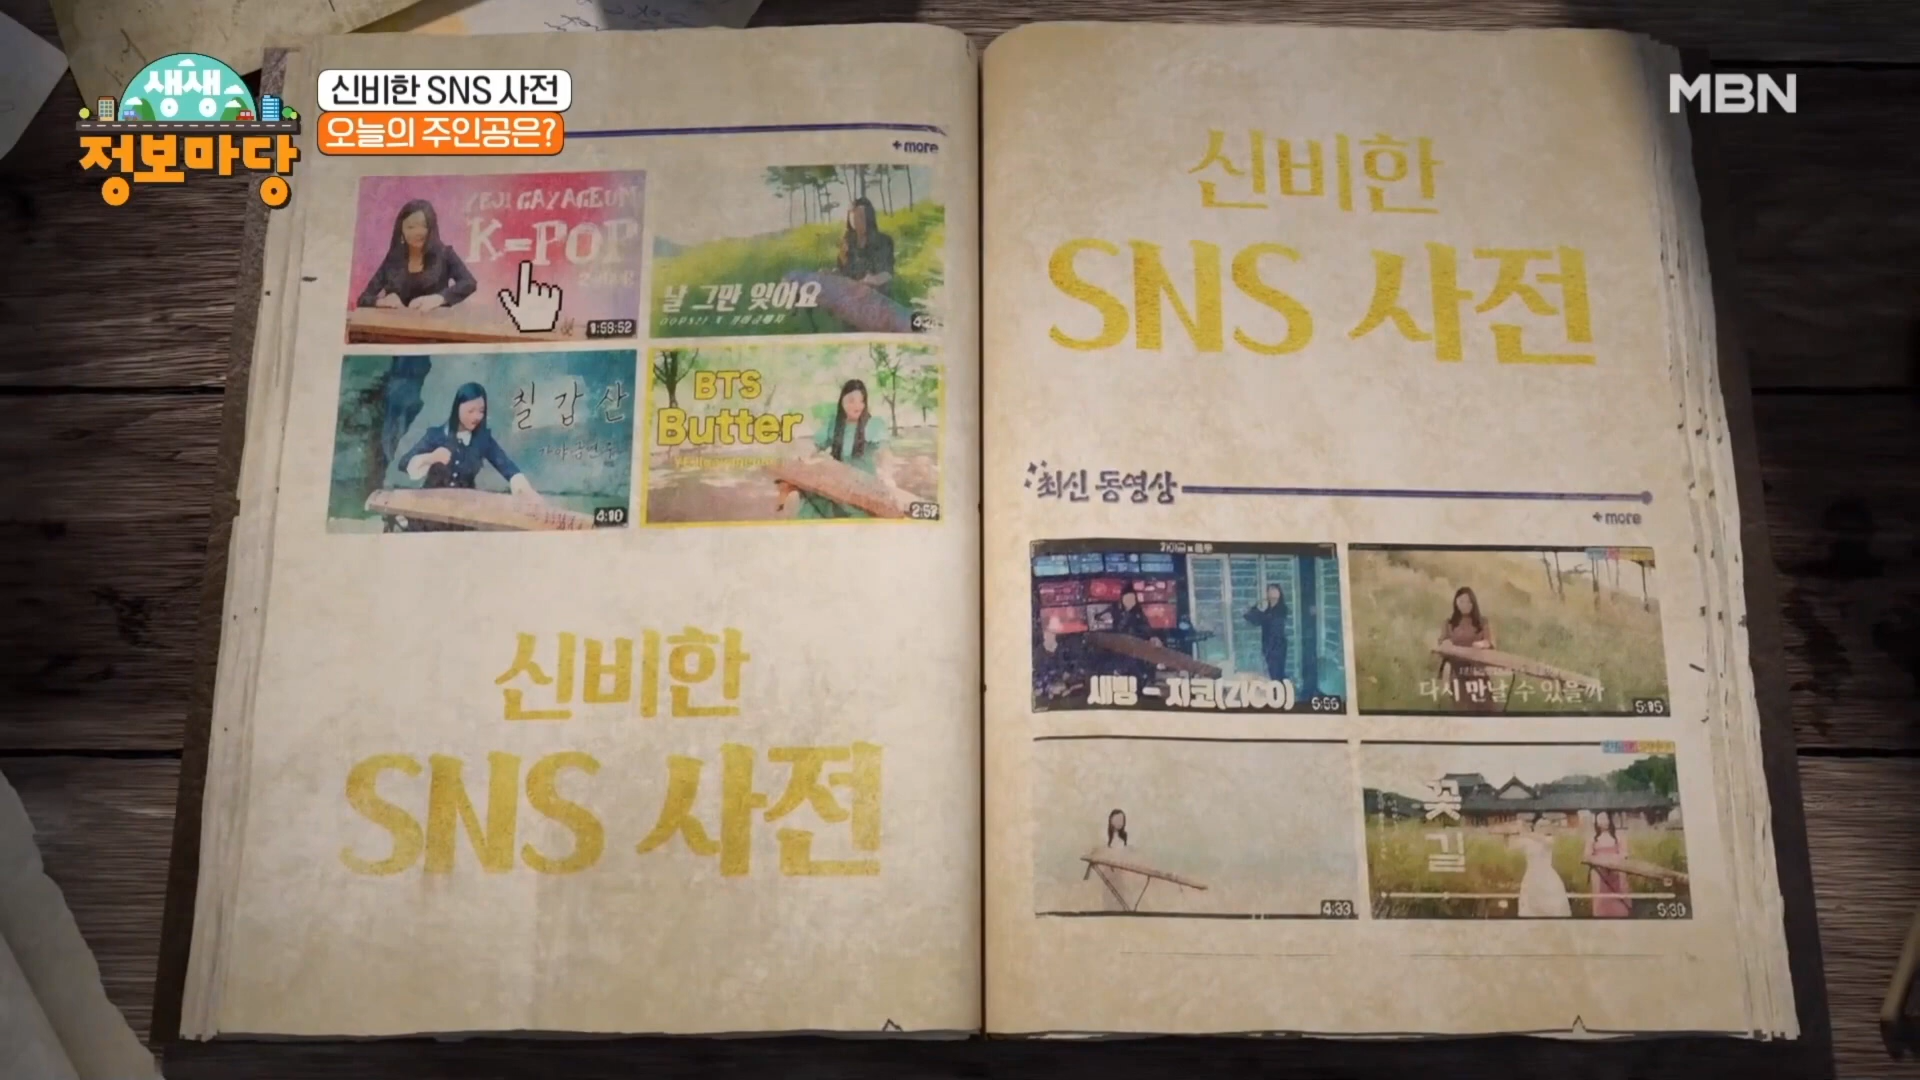 생생
정보마당
신비한 SNS 사전
오늘의 주인공은?
MBN
+more
YEJI GAYAGEUM
K-POP
1:59:52
날 그만 잊어요
칠갑산
4:10
BTS
Butter
2:57
신비한
SNS 사전
신비한
SNS 사전
최신 동영상
+more
새삥 - 지코(ZICO)
5:55
다시 만날 수 있을까
5:15
4:33
꽃길
5:30